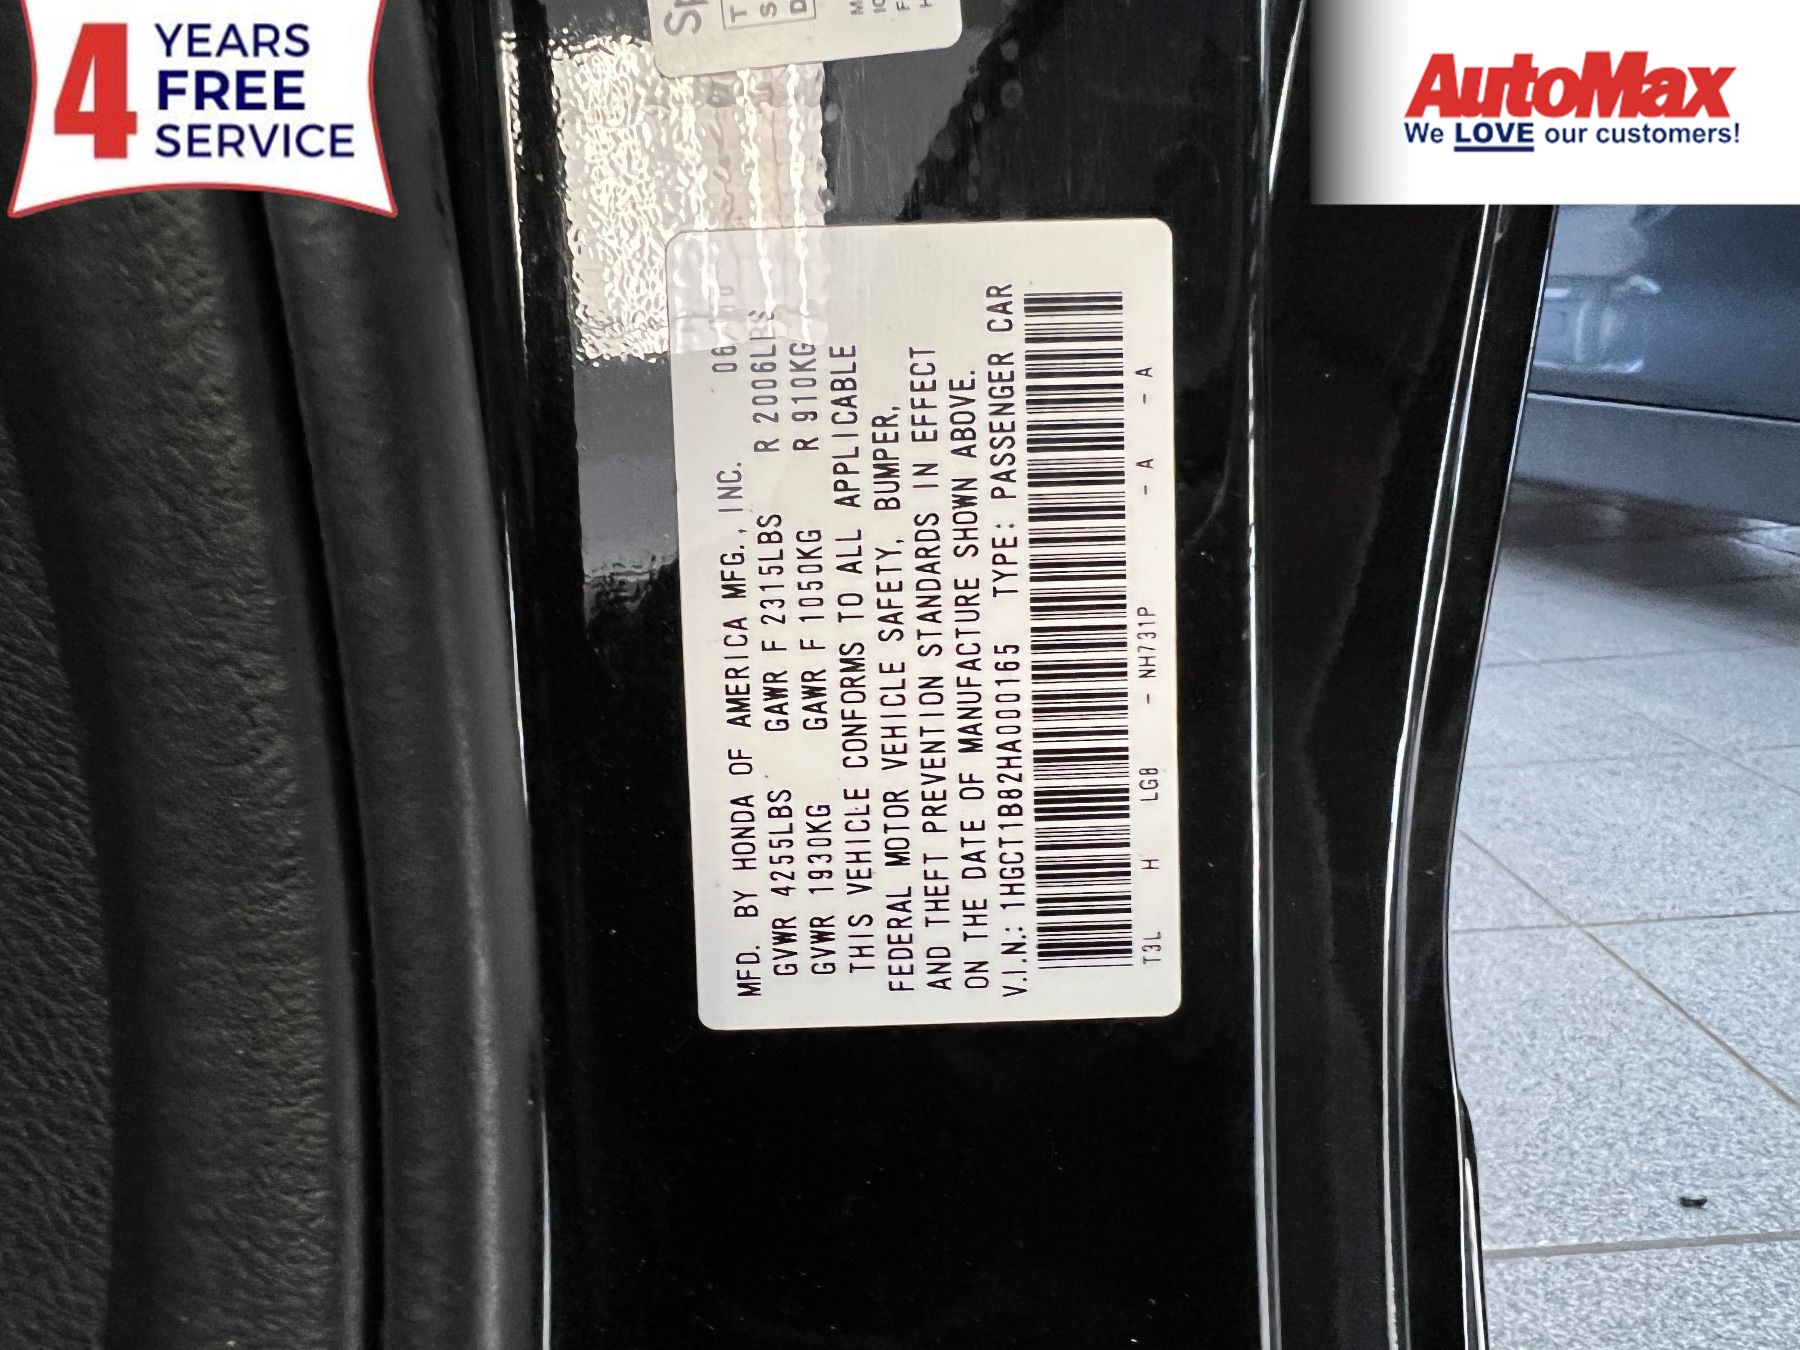 4 YEARS
FREE
SERVICE
AutoMax
We LOVE our customers!
MFD. BY HONDA OF AMERICA MFG., INC.
GVWR 4255LBS GAWR F 2315LBS R 2006LBS
GVWR 1930KG GAWR F 1050KG R 910KG
THIS VEHICLE CONFORMS TO ALL APPLICABLE
FEDERAL MOTOR VEHICLE SAFETY, BUMPER,
AND THEFT PREVENTION STANDARDS IN EFFECT
ON THE DATE OF MANUFACTURE SHOWN ABOVE.
V.I.N.: 1HGCT1B82HA000165 TYPE: PASSENGER CAR
T3L H LG8 - NH731P - A - A